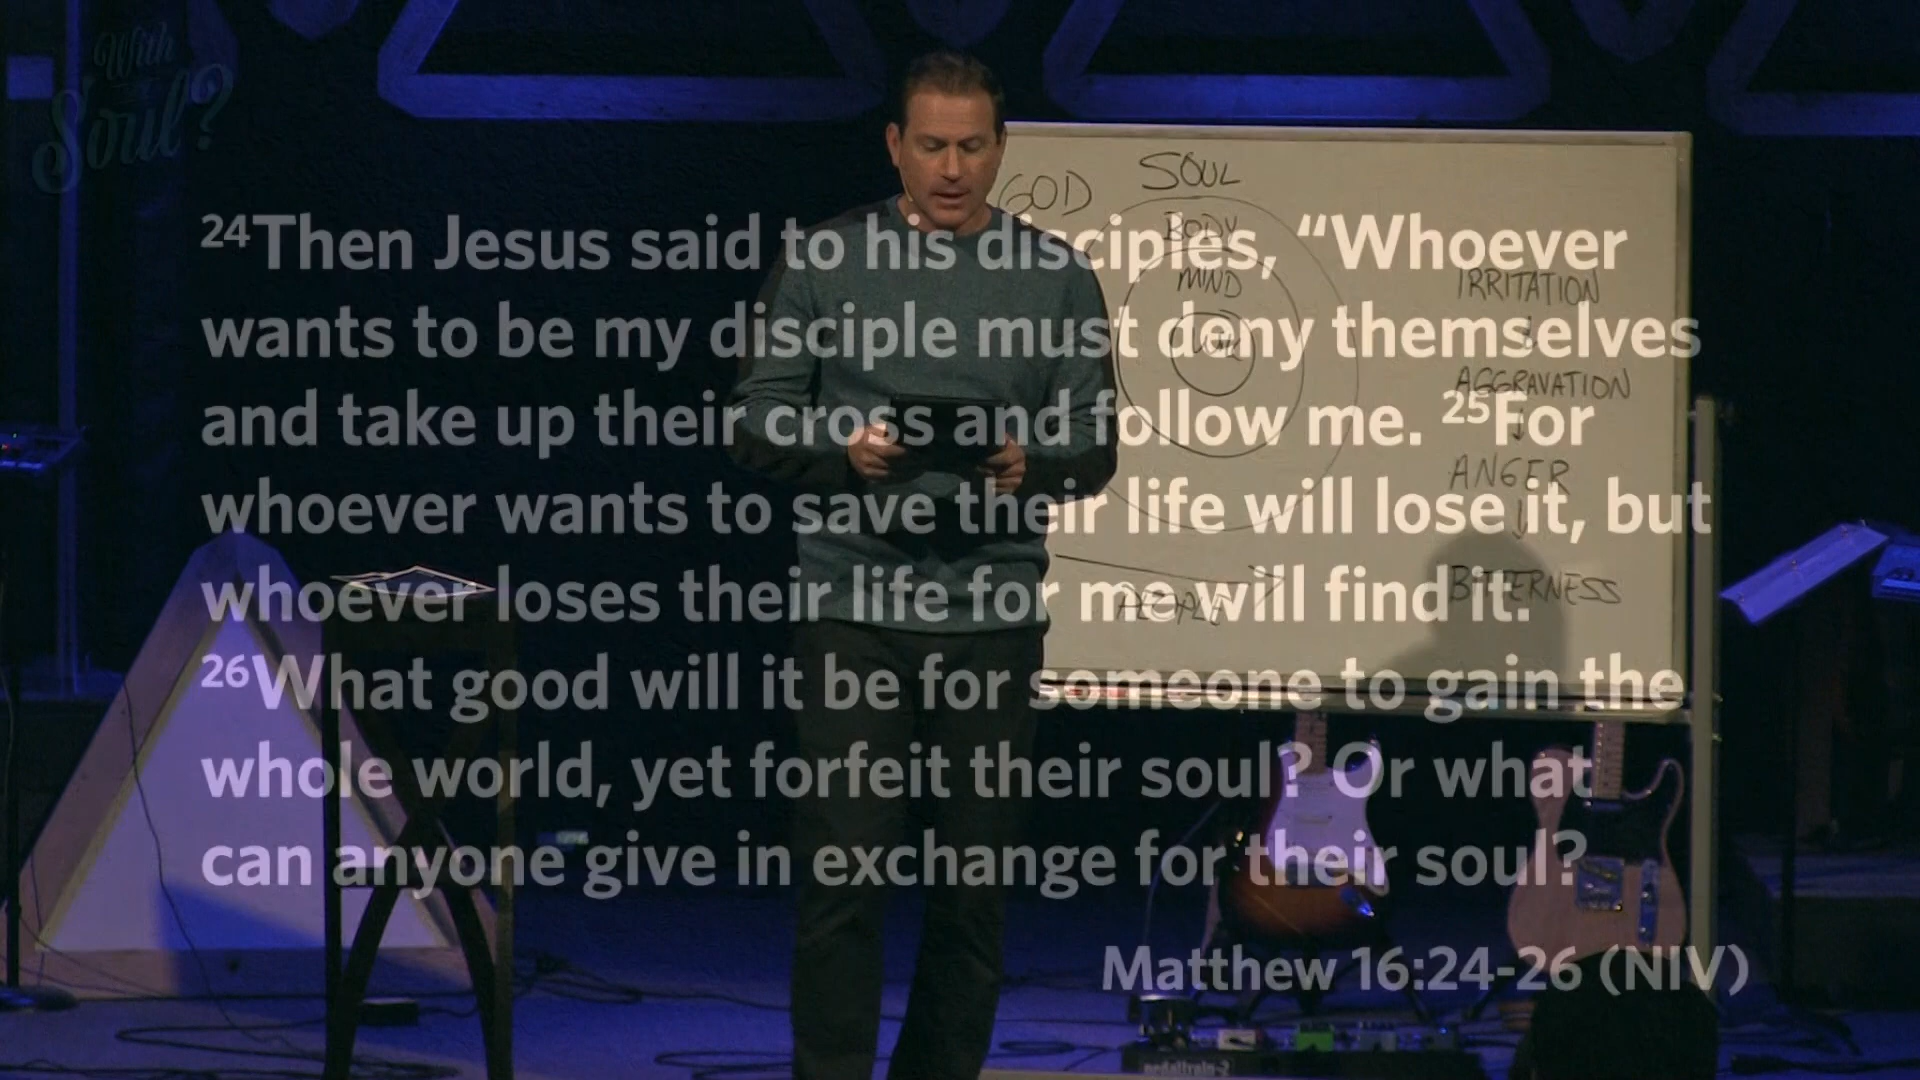 With
Soul?
GOD
SOUL
BODY
MIND
IRRITATION
AGGRAVATION
ANGER
BITTERNESS
PEOPLE
²⁴Then Jesus said to his disciples, “Whoever
wants to be my disciple must deny themselves
and take up their cross and follow me. ²⁵For
whoever wants to save their life will lose it, but
whoever loses their life for me will find it.
²⁶What good will it be for someone to gain the
whole world, yet forfeit their soul? Or what
can anyone give in exchange for their soul?
Matthew 16:24-26 (NIV)
pedaltrain-2